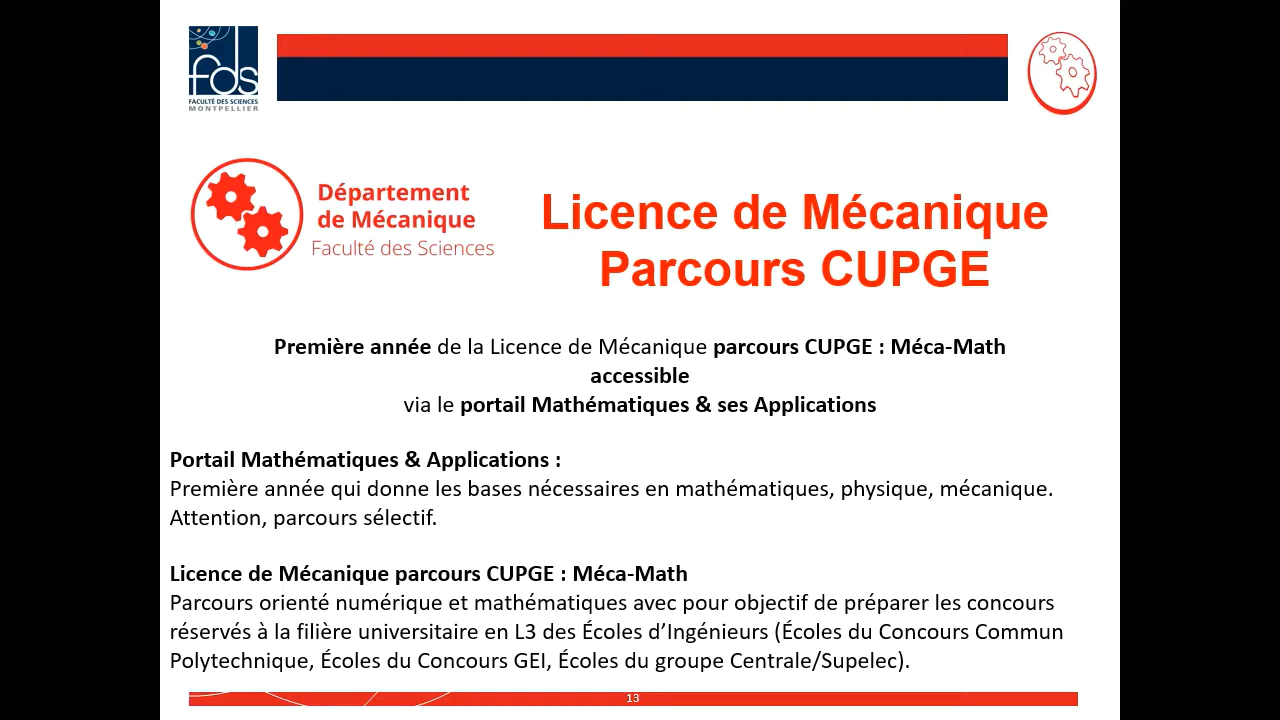 fds
FACULTÉ DES SCIENCES
MONTPELLIER
Département
de Mécanique
Faculté des Sciences
Licence de Mécanique
Parcours CUPGE
Première année de la Licence de Mécanique parcours CUPGE : Méca-Math
accessible
via le portail Mathématiques & ses Applications
Portail Mathématiques & Applications :
Première année qui donne les bases nécessaires en mathématiques, physique, mécanique.
Attention, parcours sélectif.
Licence de Mécanique parcours CUPGE : Méca-Math
Parcours orienté numérique et mathématiques avec pour objectif de préparer les concours
réservés à la filière universitaire en L3 des Écoles d’Ingénieurs (Écoles du Concours Commun
Polytechnique, Écoles du Concours GEI, Écoles du groupe Centrale/Supelec).
13